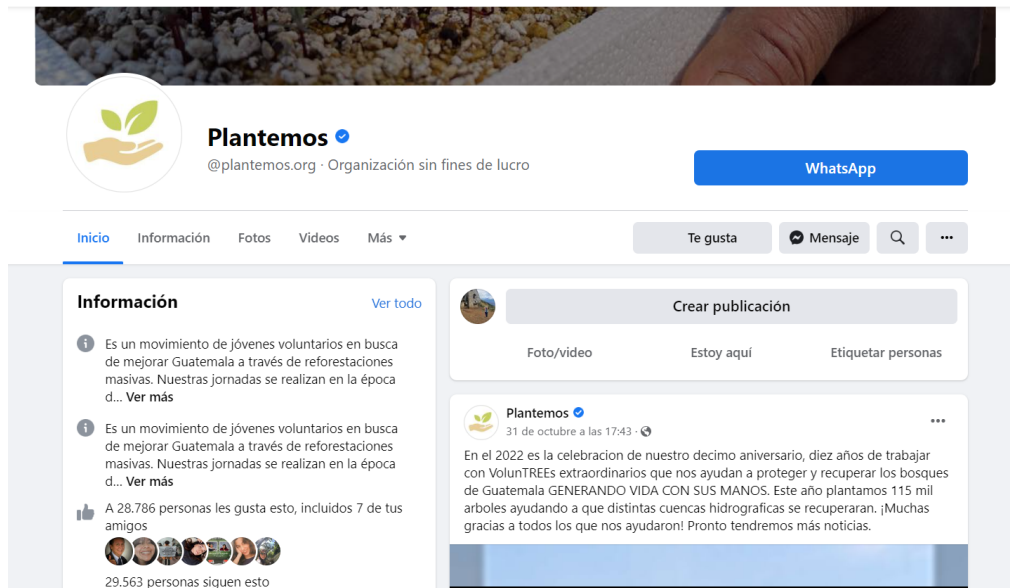 Plantemos
@plantemos.org · Organización sin fines de lucro
WhatsApp
Inicio
Información
Fotos
Videos
Más
Te gusta
Mensaje
Información
Ver todo
Es un movimiento de jóvenes voluntarios en busca
de mejorar Guatemala a través de reforestaciones
masivas. Nuestras jornadas se realizan en la época
d... Ver más
Es un movimiento de jóvenes voluntarios en busca
de mejorar Guatemala a través de reforestaciones
masivas. Nuestras jornadas se realizan en la época
d... Ver más
A 28.786 personas les gusta esto, incluidos 7 de tus
amigos
29.563 personas siguen esto
Crear publicación
Foto/video
Estoy aquí
Etiquetar personas
Plantemos
31 de octubre a las 17:43 ·
En el 2022 es la celebracion de nuestro decimo aniversario, diez años de trabajar
con VolunTREEs extraordinarios que nos ayudan a proteger y recuperar los bosques
de Guatemala GENERANDO VIDA CON SUS MANOS. Este año plantamos 115 mil
arboles ayudando a que distintas cuencas hidrograficas se recuperaran. ¡Muchas
gracias a todos los que nos ayudaron! Pronto tendremos más noticias.